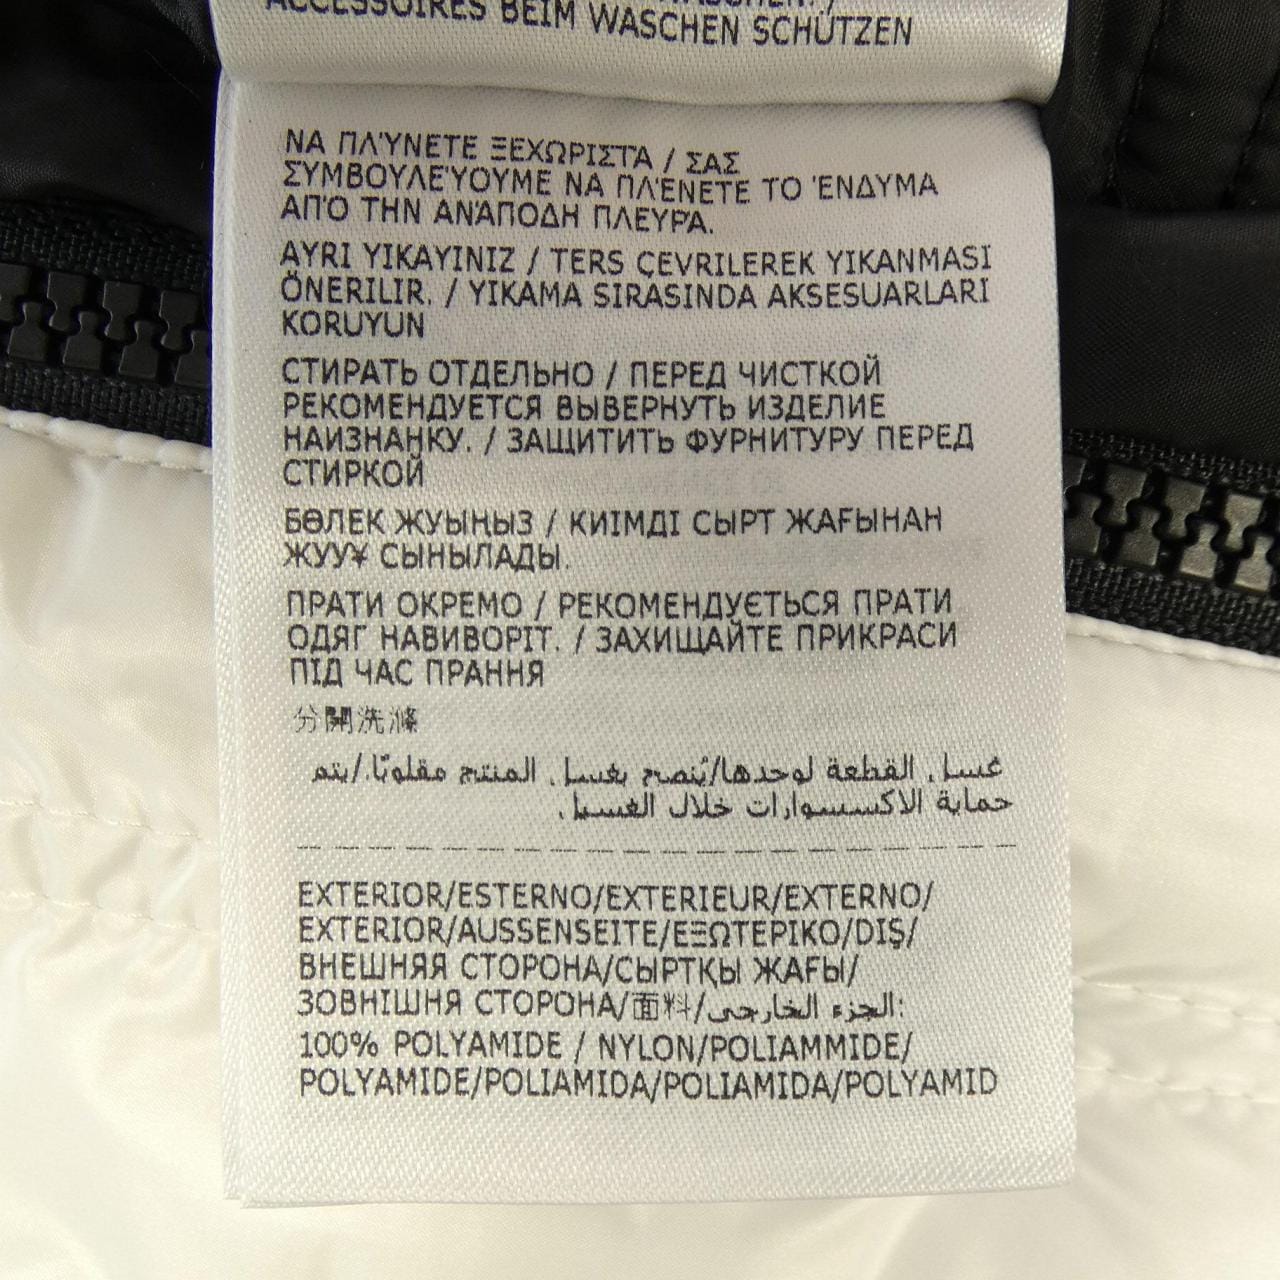 ACCESSOIRES BEIM WASCHEN SCHÜTZEN
ΝΑ ΠΛΎΝΕΤΕ ΞΕΧΩΡΙΣΤΆ / ΣΑΣ
ΣΥΜΒΟΥΛΕΎΟΥΜΕ ΝΑ ΠΛΈΝΕΤΕ ΤΟ ΈΝΔΥΜΑ
ΑΠΌ ΤΗΝ ΑΝΆΠΟΔΗ ΠΛΕΥΡΆ.
AYRI YIKAYINIZ / TERS ÇEVRILEREK YIKANMASI
ÖNERILIR. / YIKAMA SIRASINDA AKSESUARLARI
KORUYUN
СТИРАТЬ ОТДЕЛЬНО / ПЕРЕД ЧИСТКОЙ
РЕКОМЕНДУЕТСЯ ВЫВЕРНУТЬ ИЗДЕЛИЕ
НАИЗНАНКУ. / ЗАЩИТИТЬ ФУРНИТУРУ ПЕРЕД
СТИРКОЙ
БӨЛЕК ЖУЫҢЫЗ / КИІМДІ СЫРТ ЖАҒЫНАН
ЖУУ¥ СЫНЫЛАДЫ.
ПРАТИ ОКРЕМО / РЕКОМЕНДУЄТЬСЯ ПРАТИ
ОДЯГ НАВИВОРІТ. / ЗАХИЩАЙТЕ ПРИКРАСИ
ПІД ЧАС ПРАННЯ
分開洗滌
غسل القطعة لوحدها/يُنصح بغسل المنتج مقلوبًا./يتم
حماية الاكسسوارات خلال الغسيل.
EXTERIOR/ESTERNO/EXTERIEUR/EXTERNO/
EXTERIOR/AUSSENSEITE/ΕΞΩΤΕΡΙΚΟ/DIŞ/
ВНЕШНЯЯ СТОРОНА/СЫРТҚЫ ЖАҒЫ/
ЗОВНІШНЯ СТОРОНА/面料/الجزء الخارجي:
100% POLYAMIDE / NYLON/POLIAMMIDE/
POLYAMIDE/POLIAMIDA/POLIAMIDA/POLYAMID